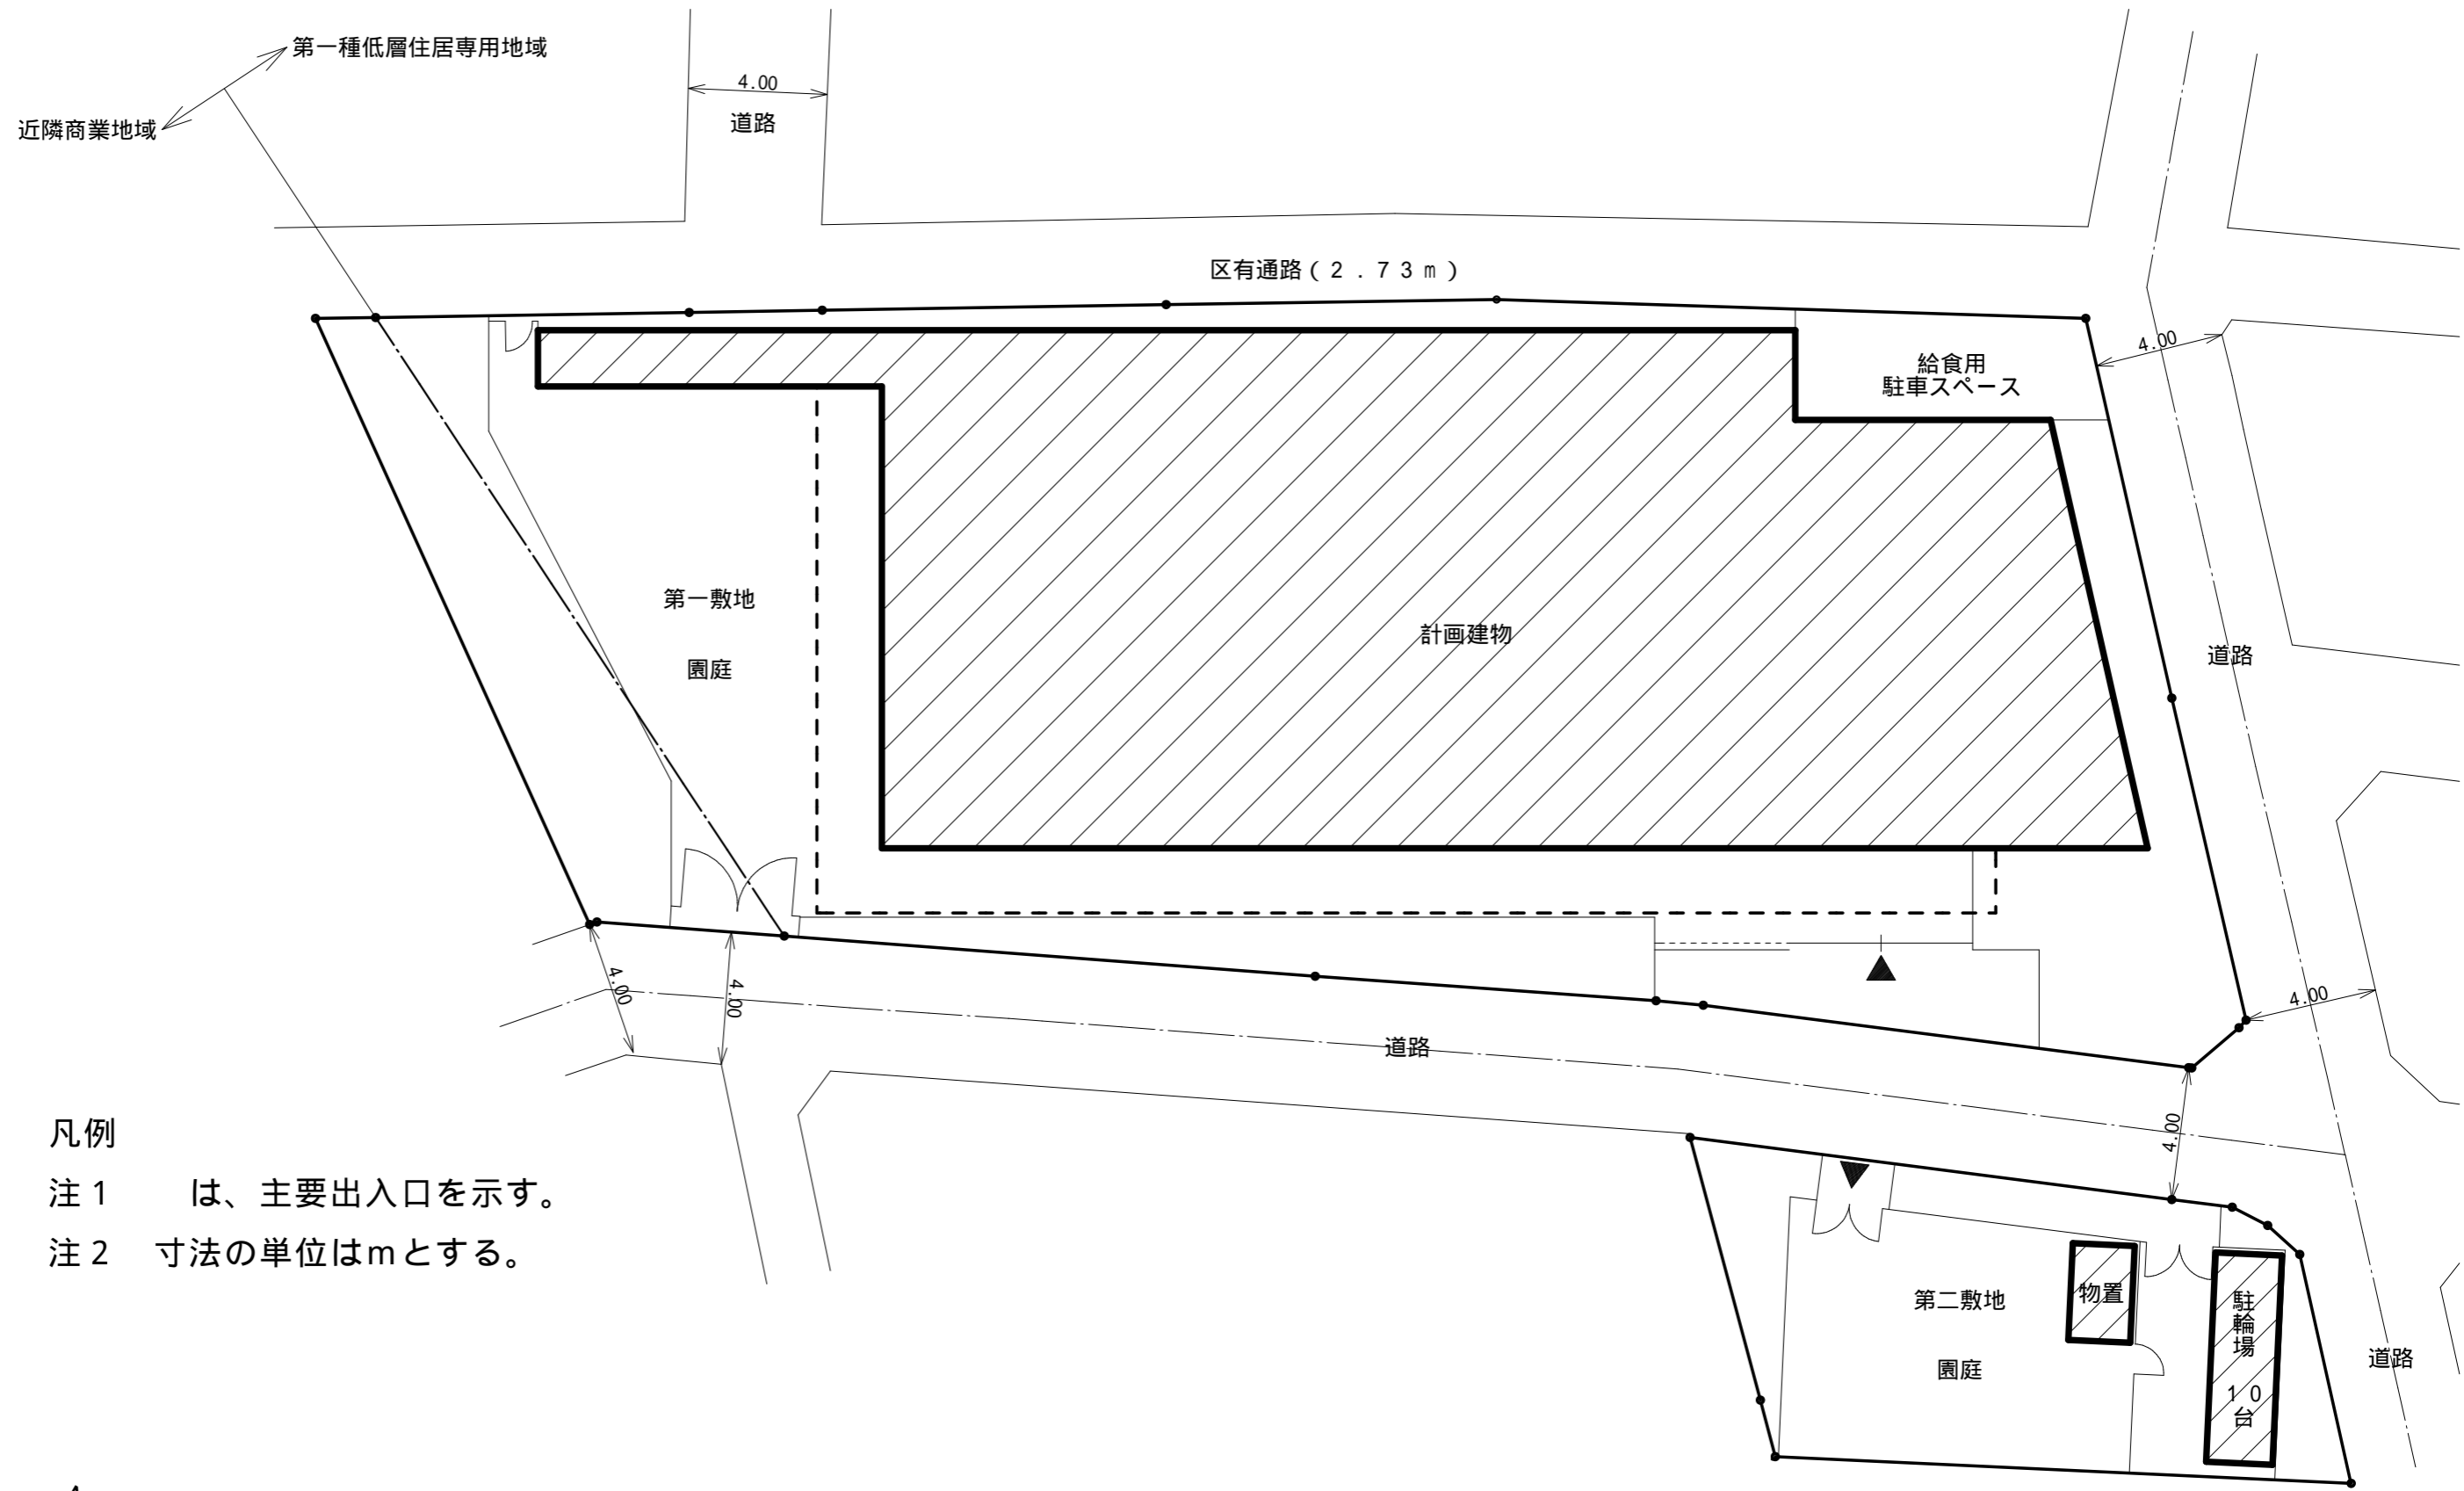 第一種低層住居専用地域
近隣商業地域
4.00
道路
区有通路(2.73m)
4.00
給食用
駐車スペース
第一敷地
園庭
計画建物
道路
4.00
4.00
4.00
道路
4.00
凡例
注1　　は、主要出入口を示す。
注2　寸法の単位はmとする。
第二敷地
園庭
物置
駐輪場
10
台
道路